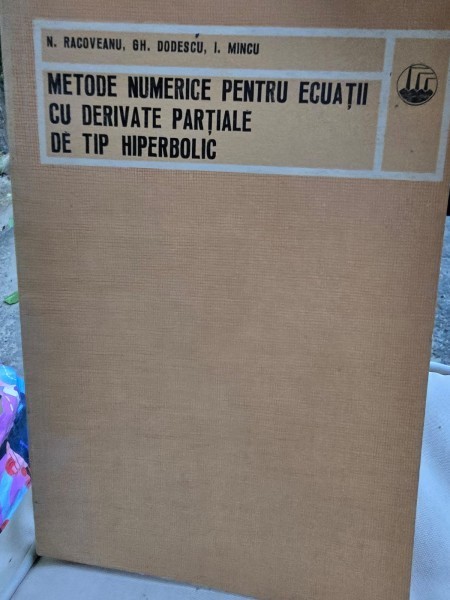 N. RACOVEANU, GH. DODESCU, I. MINCU
METODE NUMERICE PENTRU ECUAȚII
CU DERIVATE PARȚIALE
DE TIP HIPERBOLIC